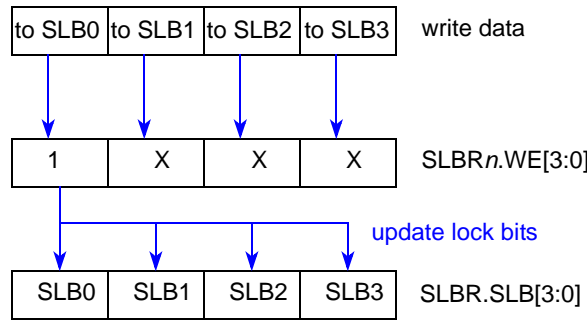 to SLB0 to SLB1 to SLB2 to SLB3 write data
1 X X X SLBRn.WE[3:0]
update lock bits
SLB0 SLB1 SLB2 SLB3 SLBR.SLB[3:0]